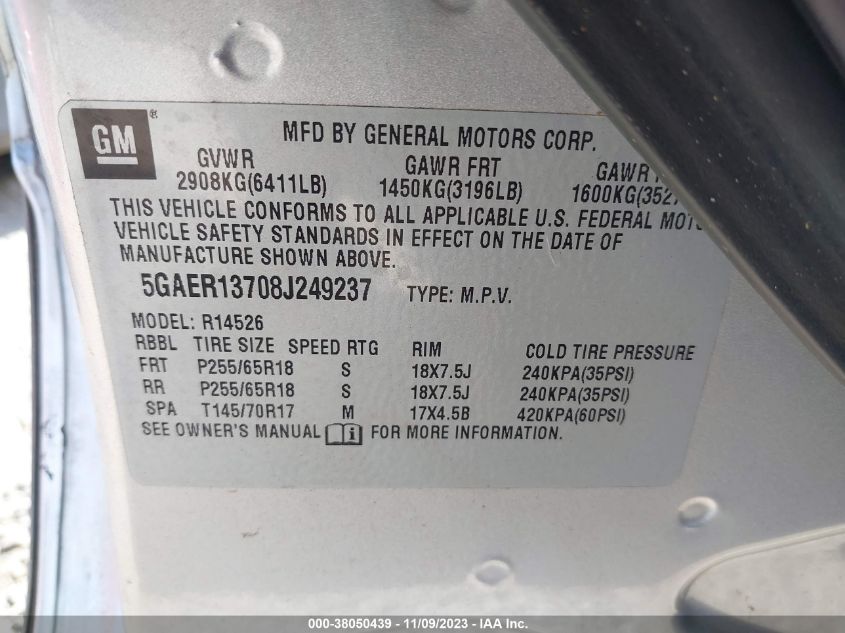 GM ®
MFD BY GENERAL MOTORS CORP.
GVWR GAWR FRT GAWR
2908KG(6411LB) 1450KG(3196LB) 1600KG(3527
THIS VEHICLE CONFORMS TO ALL APPLICABLE U.S. FEDERAL
VEHICLE SAFETY STANDARDS IN EFFECT ON THE DATE OF
MANUFACTURE SHOWN ABOVE.
5GAER13708J249237 TYPE: M.P.V.
MODEL: R14526
RBBL TIRE SIZE SPEED RTG RIM COLD TIRE PRESSURE
FRT P255/65R18 S 18X7.5J 240KPA(35PSI)
RR P255/65R18 S 18X7.5J 240KPA(35PSI)
SPA T145/70R17 M 17X4.5B 420KPA(60PSI)
SEE OWNER'S MANUAL i FOR MORE INFORMATION.
000-38050439 - 11/09/2023 - IAA Inc.